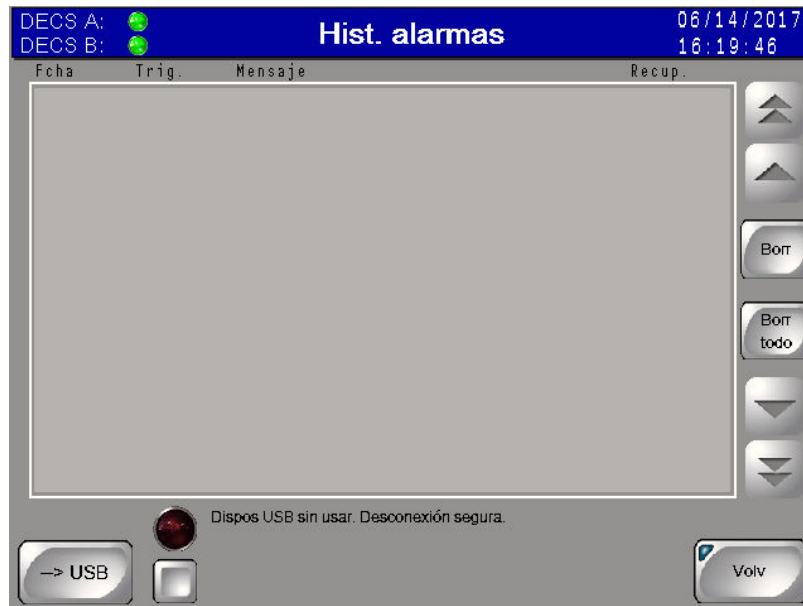 DECS A:
DECS B:
Hist. alarmas
06/14/2017
16:19:46
Fcha Trig. Mensaje Recup.
Borr
Borr
todo
Dispos USB sin usar. Desconexión segura.
--> USB
Volv